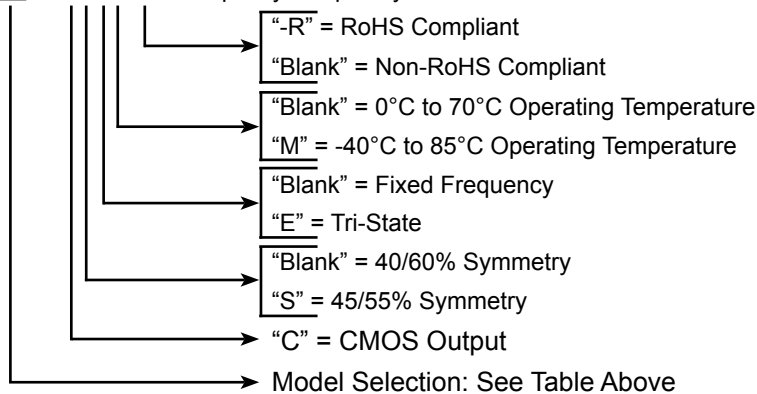 “-R” = RoHS Compliant
“Blank” = Non-RoHS Compliant
“Blank” = 0°C to 70°C Operating Temperature
“M” = -40°C to 85°C Operating Temperature
“Blank” = Fixed Frequency
“E” = Tri-State
“Blank” = 40/60% Symmetry
“S” = 45/55% Symmetry
“C” = CMOS Output
Model Selection: See Table Above